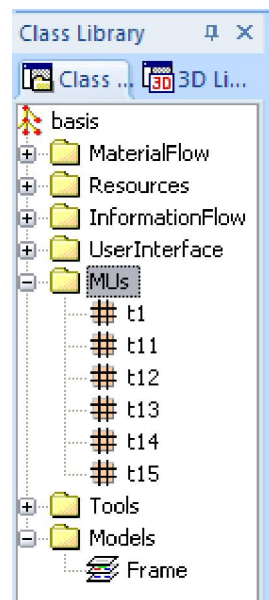 Class Library
Class ... 3D Li...
basis
MaterialFlow
Resources
InformationFlow
UserInterface
MUs
t1
t11
t12
t13
t14
t15
Tools
Models
Frame